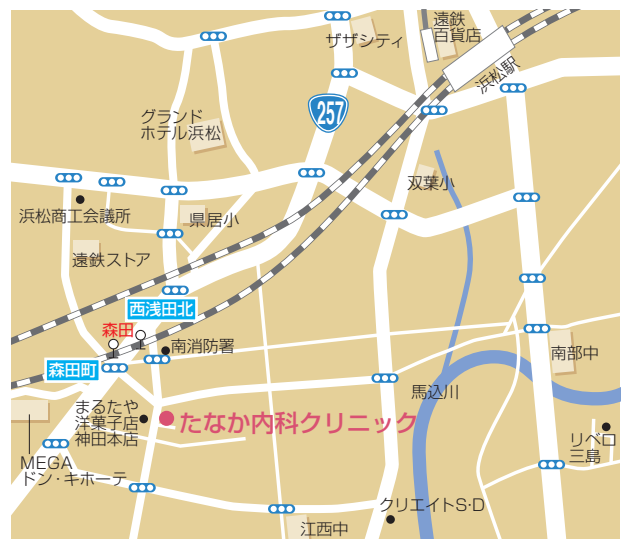 遠鉄
百貨店
ザザシティ
浜松駅
257
グランド
ホテル浜松
双葉小
浜松商工会議所
県居小
遠鉄ストア
西浅田北
森田
南消防署
森田町
南部中
馬込川
まるたや
洋菓子店
神田本店
たなか内科クリニック
リベロ
三島
MEGA
ドン・キホーテ
クリエイトS・D
江西中